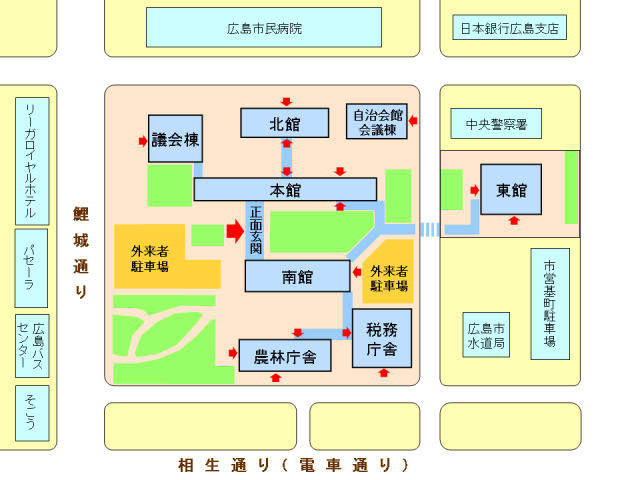 広島市民病院
日本銀行広島支店
リーガロイヤルホテル
議会棟
北館
自治会館
会議棟
中央警察署
本館
東館
鯉城通り
正面玄関
パセーラ
外来者
駐車場
南館
外来者
駐車場
市営基町駐車場
広島バス
センター
税務
庁舎
広島市
水道局
農林庁舎
そごう
相生通り(電車通り)